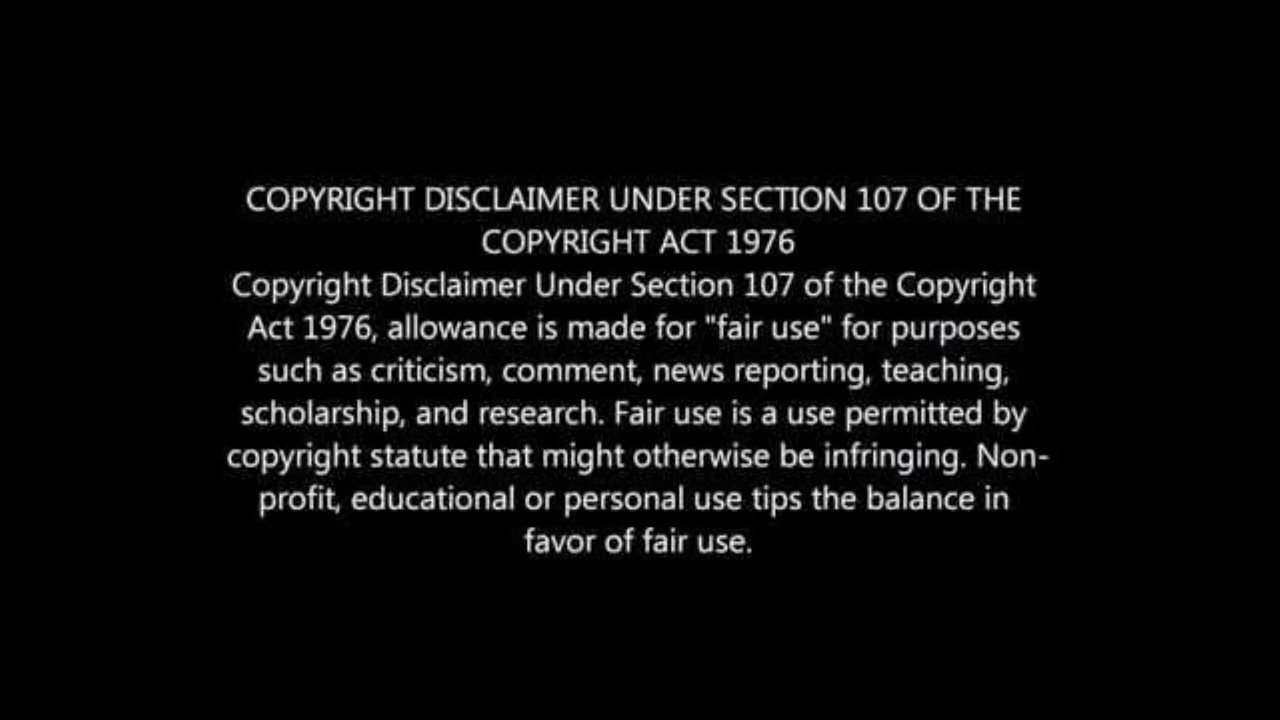 COPYRIGHT DISCLAIMER UNDER SECTION 107 OF THE
COPYRIGHT ACT 1976
Copyright Disclaimer Under Section 107 of the Copyright
Act 1976, allowance is made for "fair use" for purposes
such as criticism, comment, news reporting, teaching,
scholarship, and research. Fair use is a use permitted by
copyright statute that might otherwise be infringing. Non-
profit, educational or personal use tips the balance in
favor of fair use.